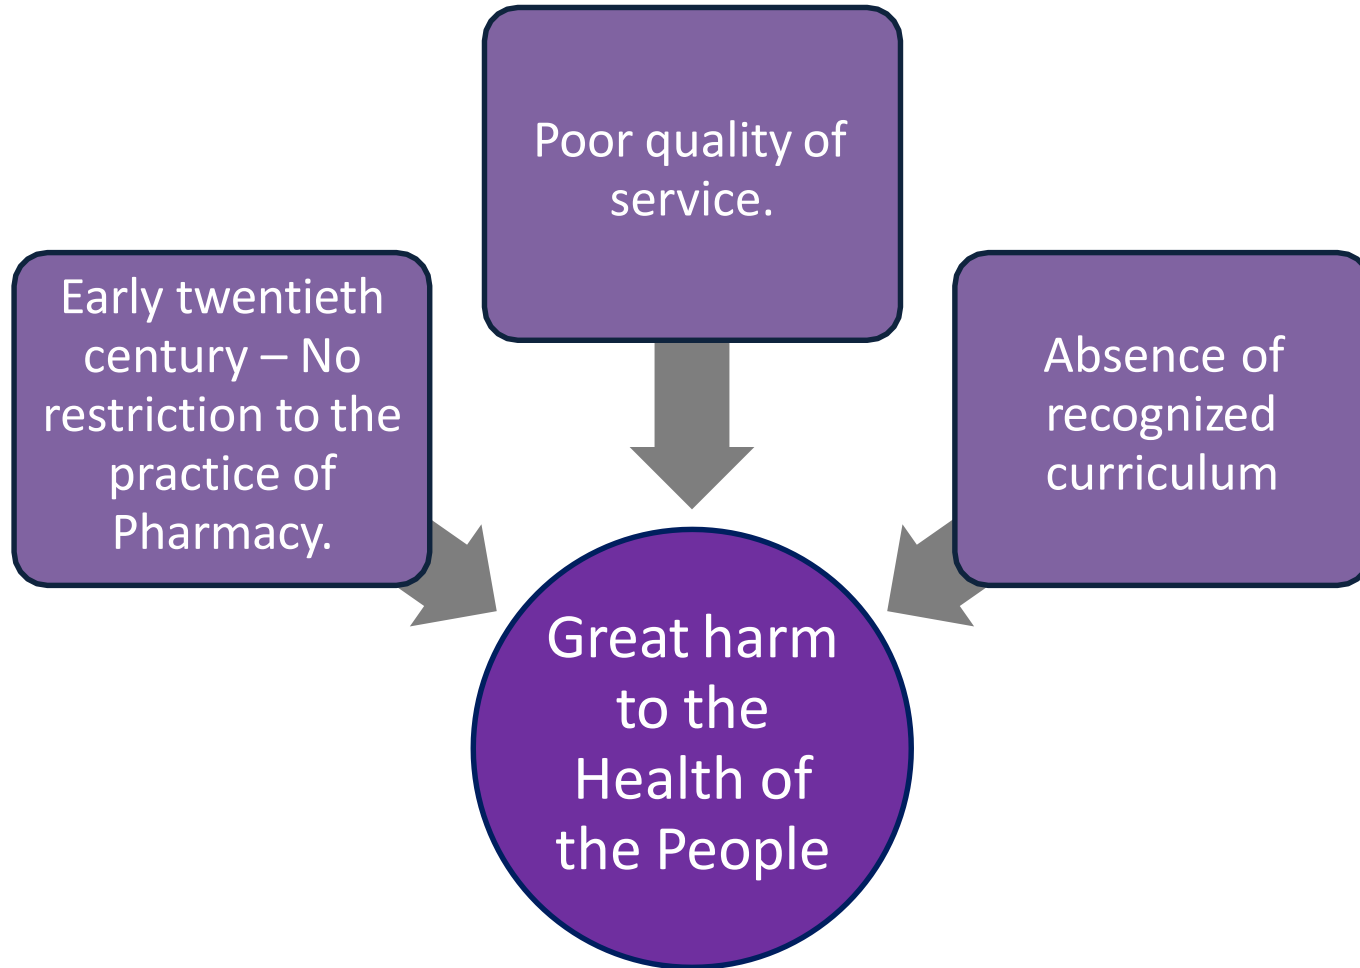 Early twentieth
century – No
restriction to the
practice of
Pharmacy.
Poor quality of
service.
Absence of
recognized
curriculum
Great harm
to the
Health of
the People